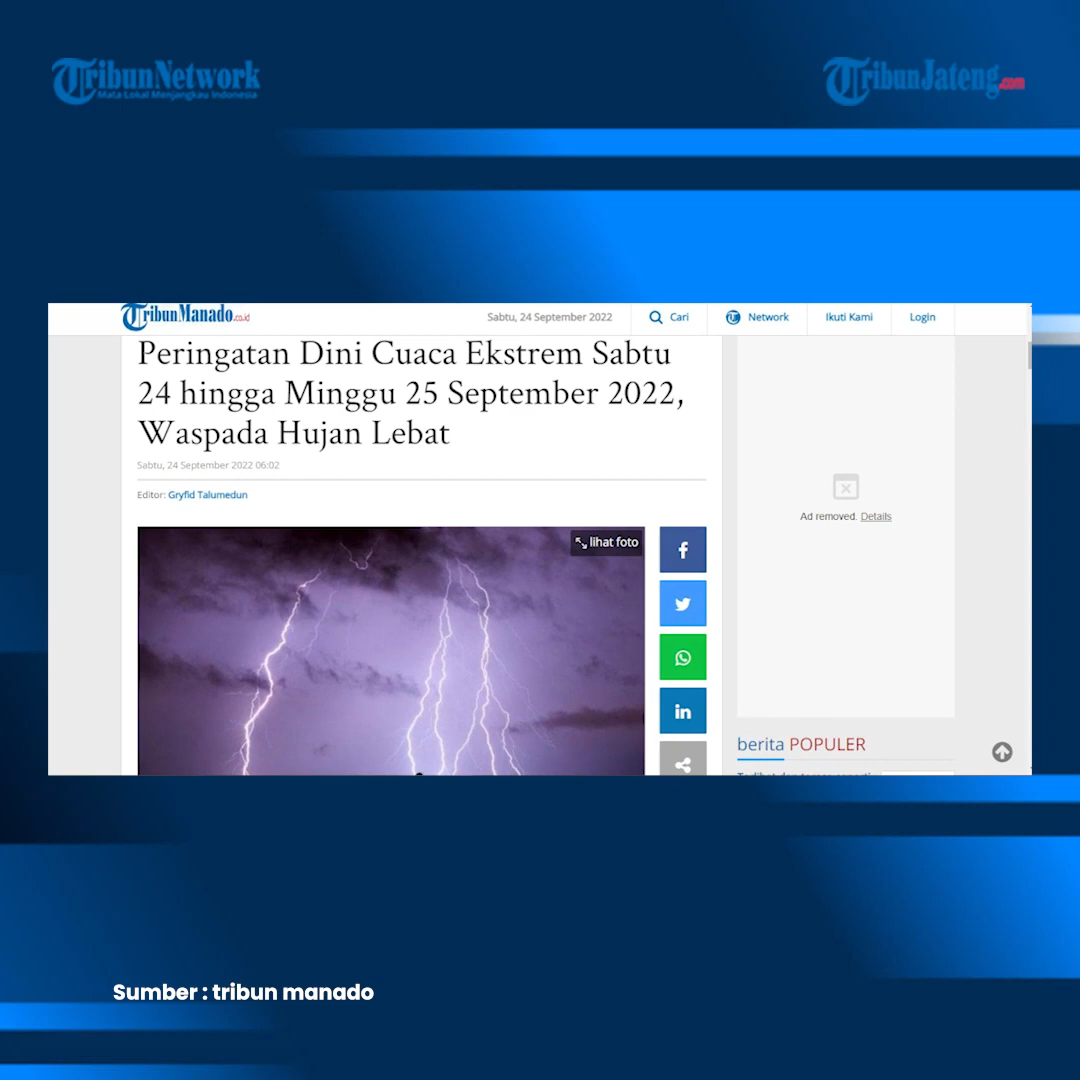 TribunNetwork
Mata Lokal Menjangkau Indonesia
TribunJateng.com
TribunManado.co.id
Sabtu, 24 September 2022
Cari
Network
Ikuti Kami
Login
Peringatan Dini Cuaca Ekstrem Sabtu
24 hingga Minggu 25 September 2022,
Waspada Hujan Lebat
Sabtu, 24 September 2022 06:02
Editor: Gryfid Talumedun
lihat foto
Ad removed. Details
berita POPULER
Sumber : tribun manado